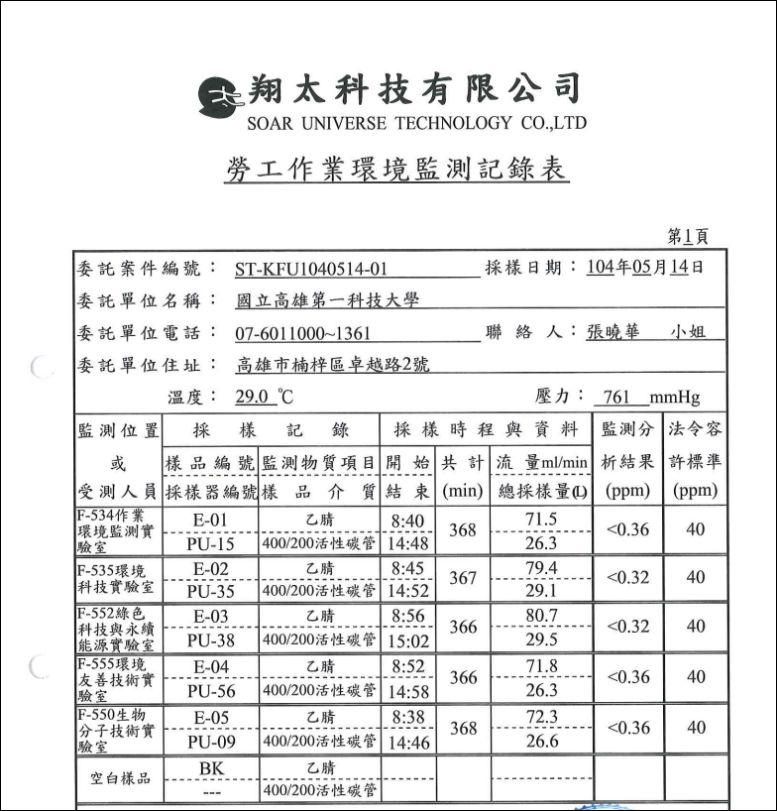 翔太科技有限公司
SOAR UNIVERSE TECHNOLOGY CO.,LTD
勞工作業環境監測記錄表
第1頁
委託案件編號： ST-KFU1040514-01 採樣日期： 104年05月14日
委託單位名稱： 國立高雄第一科技大學
委託單位電話： 07-6011000~1361 聯絡人： 張曉華 小姐
委託單位住址： 高雄市楠梓區卓越路2號
溫度： 29.0 ℃ 壓力： 761 mmHg
監測位置 採樣記錄 採樣時程與資料 監測分 法令容
或 樣品編號 監測物質項目 開始 共計 流量ml/min 析結果 許標準
受測人員 採樣器編號 樣品介質 結束 (min) 總採樣量(L) (ppm) (ppm)
F-534作業 E-01 乙腈 8:40 71.5
環境監測實 368 <0.36 40
驗室 PU-15 400/200活性碳管 14:48 26.3
F-535環境 E-02 乙腈 8:45 367 79.4 <0.32 40
科技實驗室 PU-35 400/200活性碳管 14:52 29.1
F-552綠色 E-03 乙腈 8:56 80.7
科技與永續 366 <0.32 40
能源實驗室 PU-38 400/200活性碳管 15:02 29.5
F-555環境 E-04 乙腈 8:52 71.8
友善技術實 366 <0.36 40
驗室 PU-56 400/200活性碳管 14:58 26.3
F-550生物 E-05 乙腈 8:38 72.3
分子技術實 368 <0.36 40
驗室 PU-09 400/200活性碳管 14:46 26.6
空白樣品 BK 乙腈
--- 400/200活性碳管